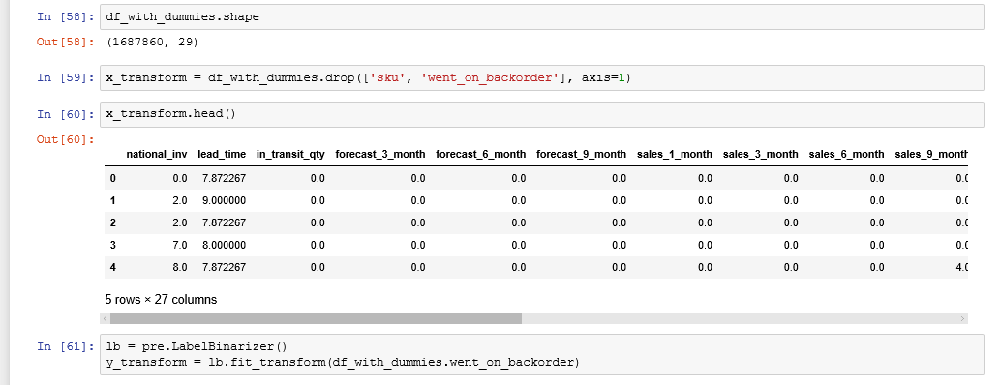 In [58]: df_with_dummies.shape
Out[58]: (1687860, 29)
In [59]: x_transform = df_with_dummies.drop(['sku', 'went_on_backorder'], axis=1)
In [60]: x_transform.head()
Out[60]:
national_inv lead_time in_transit_qty forecast_3_month forecast_6_month forecast_9_month sales_1_month sales_3_month sales_6_month sales_9_month
0 0.0 7.872267 0.0 0.0 0.0 0.0 0.0 0.0 0.0 0.0
1 2.0 9.000000 0.0 0.0 0.0 0.0 0.0 0.0 0.0 0.0
2 2.0 7.872267 0.0 0.0 0.0 0.0 0.0 0.0 0.0 0.0
3 7.0 8.000000 0.0 0.0 0.0 0.0 0.0 0.0 0.0 0.0
4 8.0 7.872267 0.0 0.0 0.0 0.0 0.0 0.0 0.0 4.0
5 rows × 27 columns
In [61]: lb = pre.LabelBinarizer()
y_transform = lb.fit_transform(df_with_dummies.went_on_backorder)